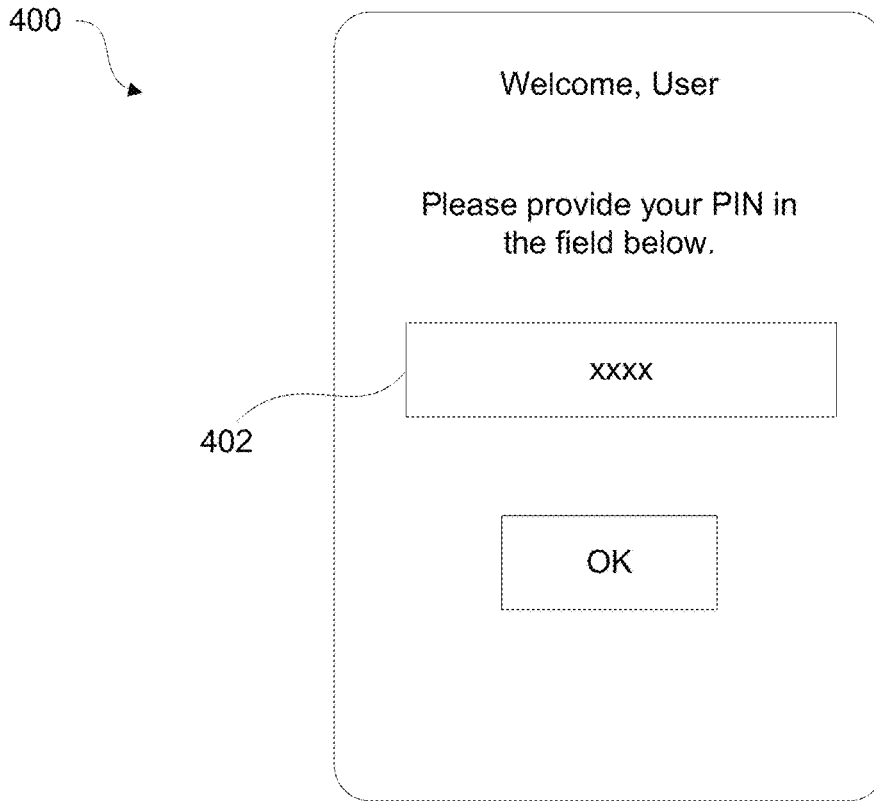 400
Welcome, User
Please provide your PIN in
the field below.
xxxx
402
OK